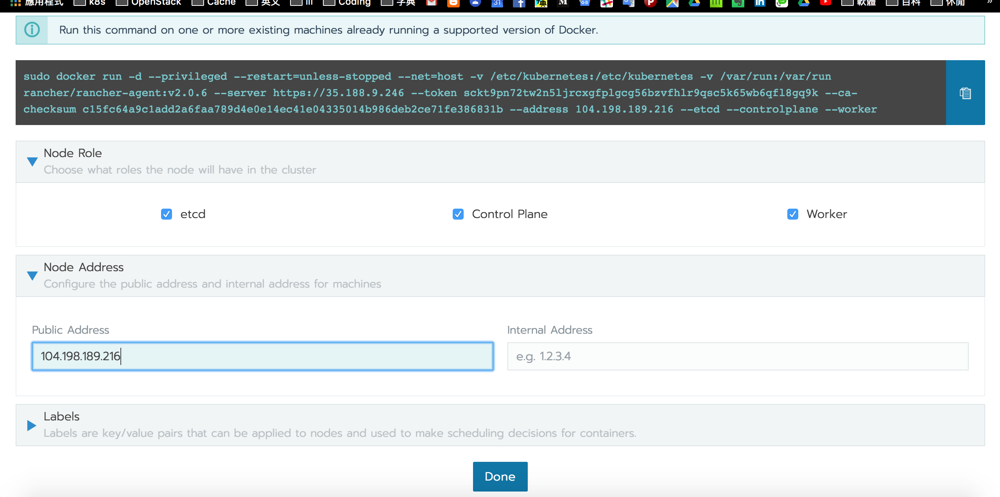 應用程式 k8s OpenStack Cache 英文 Coding 字典 31 軟體 百科 休閒 »
Run this command on one or more existing machines already running a supported version of Docker.
sudo docker run -d --privileged --restart=unless-stopped --net=host -v /etc/kubernetes:/etc/kubernetes -v /var/run:/var/run
rancher/rancher-agent:v2.0.6 --server https://35.188.9.246 --token sckt9pn72tw2n5ljrcxgfplgcg56bzvfhlr9qsc5k65wb6qfl8gq9k --ca-
checksum c15fc64a9c1add2a6faa789d4e0e14ec41e04335014b986deb2ce71fe386831b --address 104.198.189.216 --etcd --controlplane --worker
Node Role
Choose what roles the node will have in the cluster
etcd Control Plane Worker
Node Address
Configure the public address and internal address for machines
Public Address Internal Address
104.198.189.216 e.g. 1.2.3.4
Labels
Labels are key/value pairs that can be applied to nodes and used to make scheduling decisions for containers.
Done